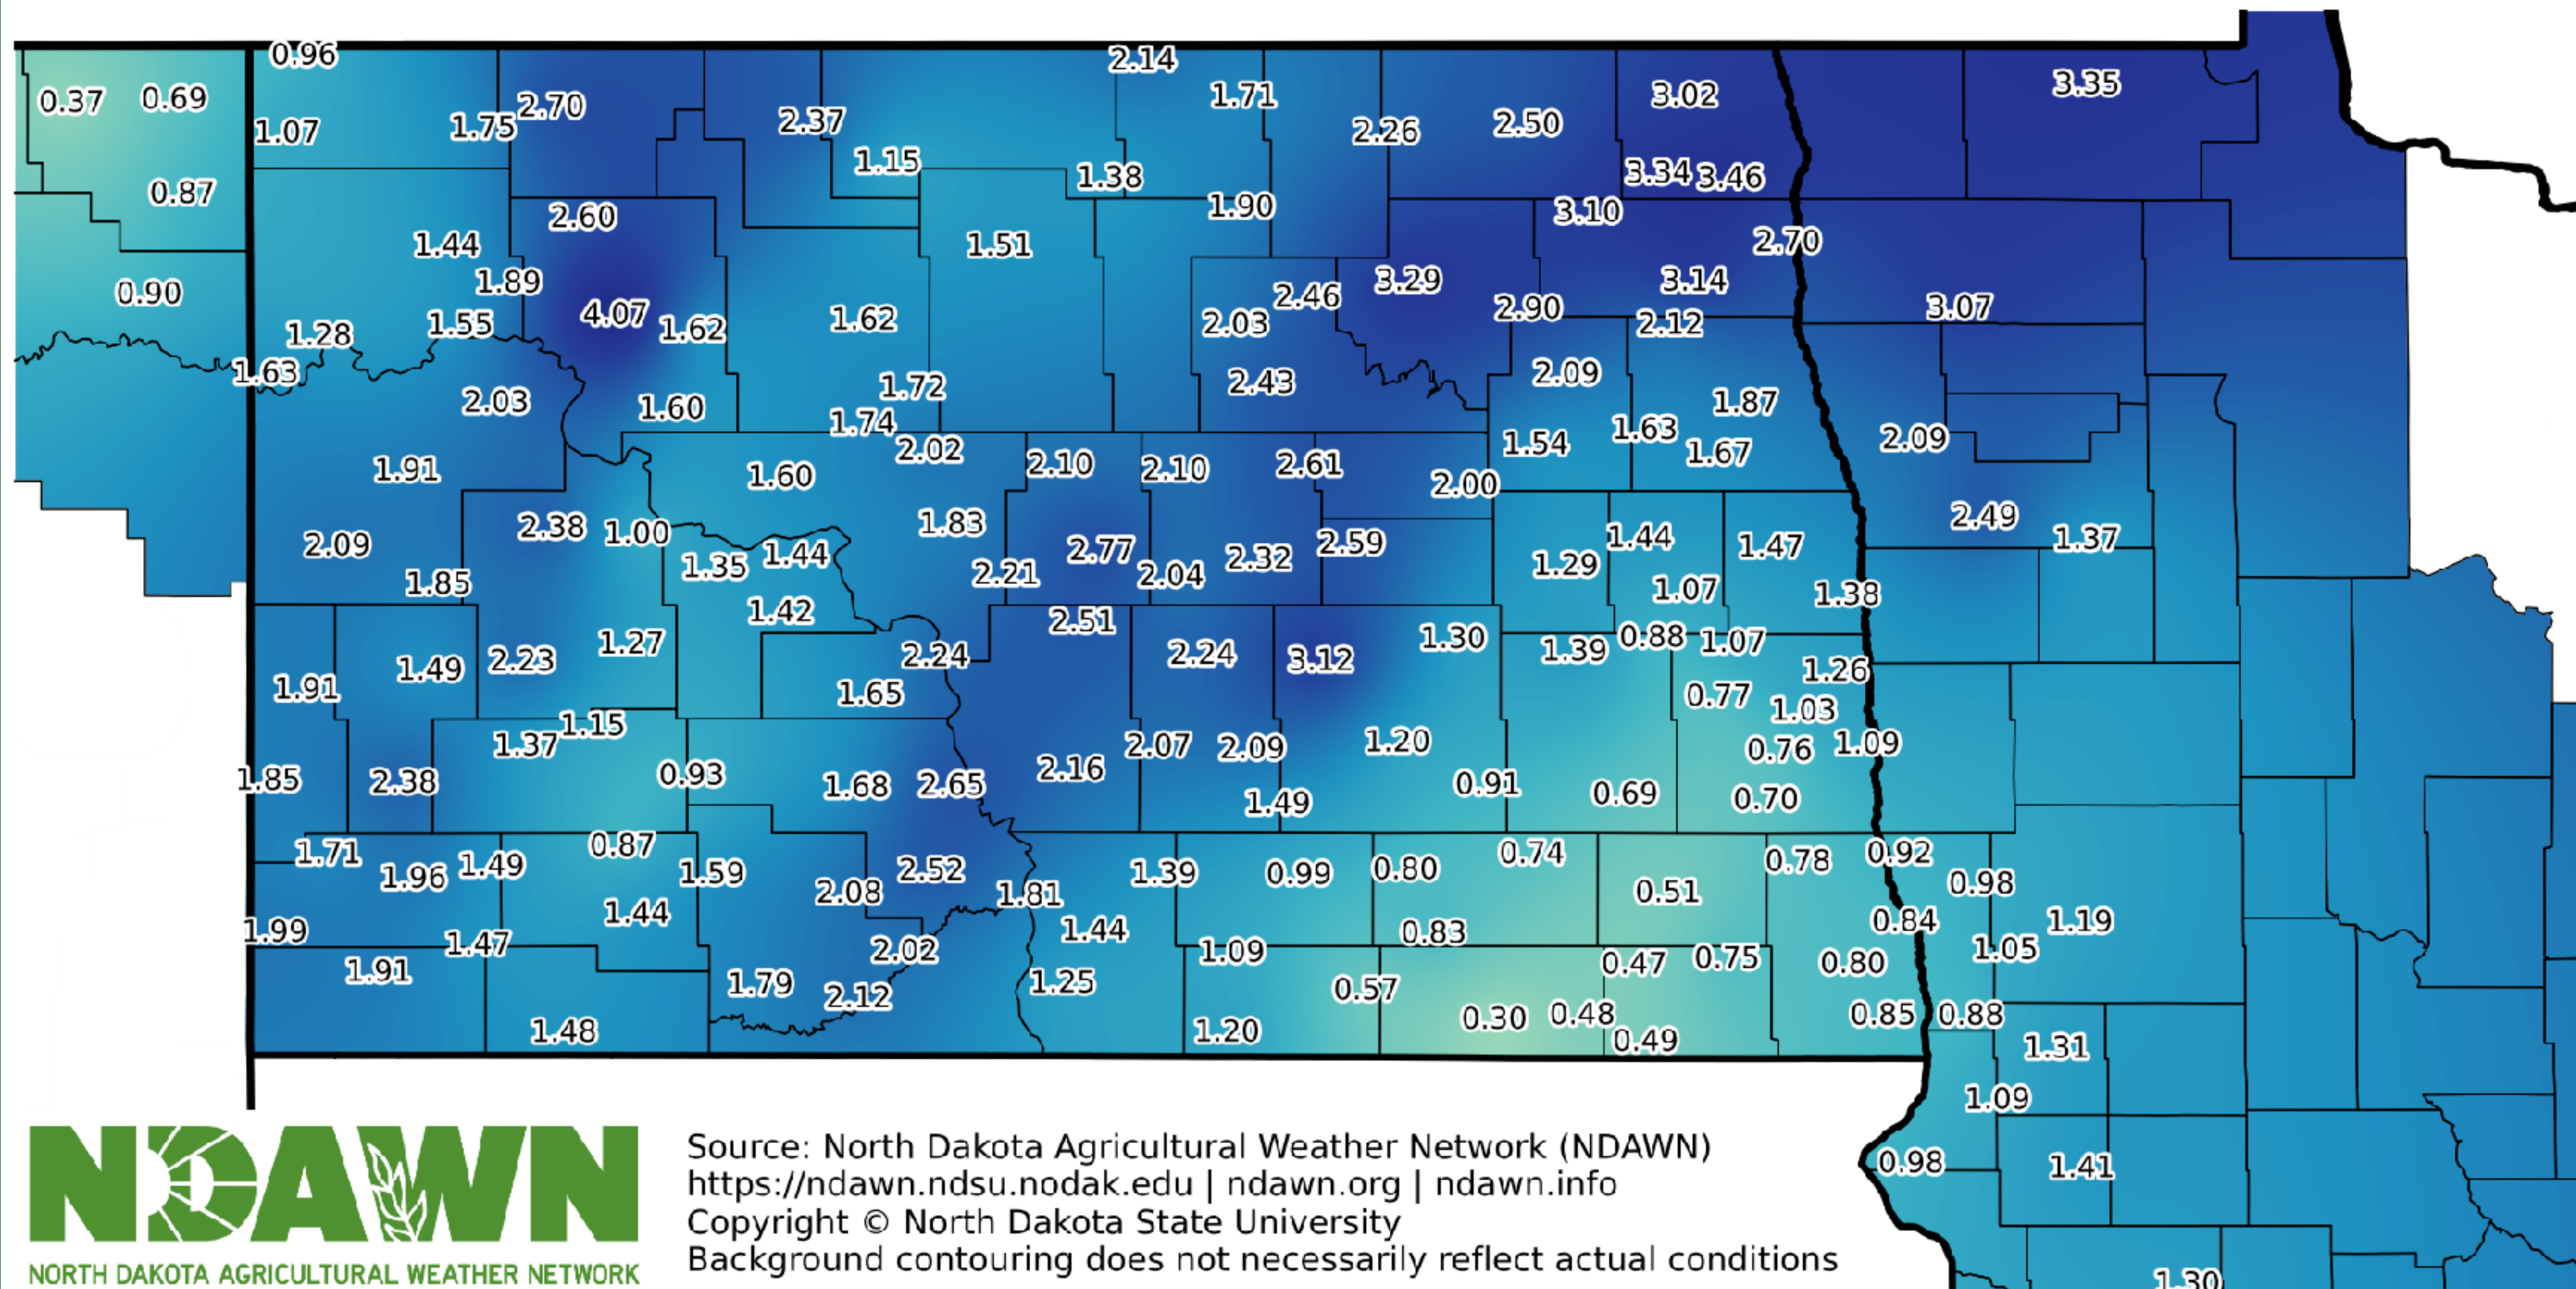 0.96
2.14
0.37 0.69 2.70 2.37 1.71 3.02 3.35
1.07 1.75 2.26 2.50
1.15 1.38 3.34 3.46
0.87 2.60 1.90 3.10
1.44 1.51 2.70
1.89 3.29 3.14
0.90 4.07 1.62 1.62 2.03 2.46 2.90 2.12 3.07
1.28 1.55
1.63 2.03 1.60 1.72 2.43 2.09 1.87
1.74
1.91 1.60 2.02 2.10 2.10 2.61 2.00 1.54 1.63 1.67 2.09
2.09 2.38 1.00 1.83 2.49
1.35 1.44 2.77 2.32 2.59 1.29 1.44 1.47 1.37
1.85 1.42 2.21 2.04 1.07 1.38
2.51
1.91 1.49 2.23 1.27 2.24 2.24 3.12 1.30 1.39 0.88 1.07
1.65 0.77 1.26
1.15 1.03
1.37 2.07 2.09 1.20 0.76 1.09
1.85 2.38 0.93 1.68 2.65 2.16 1.49 0.91 0.69 0.70
1.71 0.87 0.74 0.78 0.92
1.96 1.49 1.59 2.08 2.52 1.39 0.99 0.80 0.51 0.98
1.44 1.81
1.99 1.47 2.02 1.44 0.83 0.84 1.19
1.91 1.79 1.09 0.47 0.75 0.80 1.05
2.12 1.25 0.57
1.48 1.20 0.30 0.48 0.85 0.88
0.49 1.31
1.09
0.98 1.41
1.30
NDAWN
NORTH DAKOTA AGRICULTURAL WEATHER NETWORK
Source: North Dakota Agricultural Weather Network (NDAWN)
https://ndawn.ndsu.nodak.edu | ndawn.org | ndawn.info
Copyright © North Dakota State University
Background contouring does not necessarily reflect actual conditions